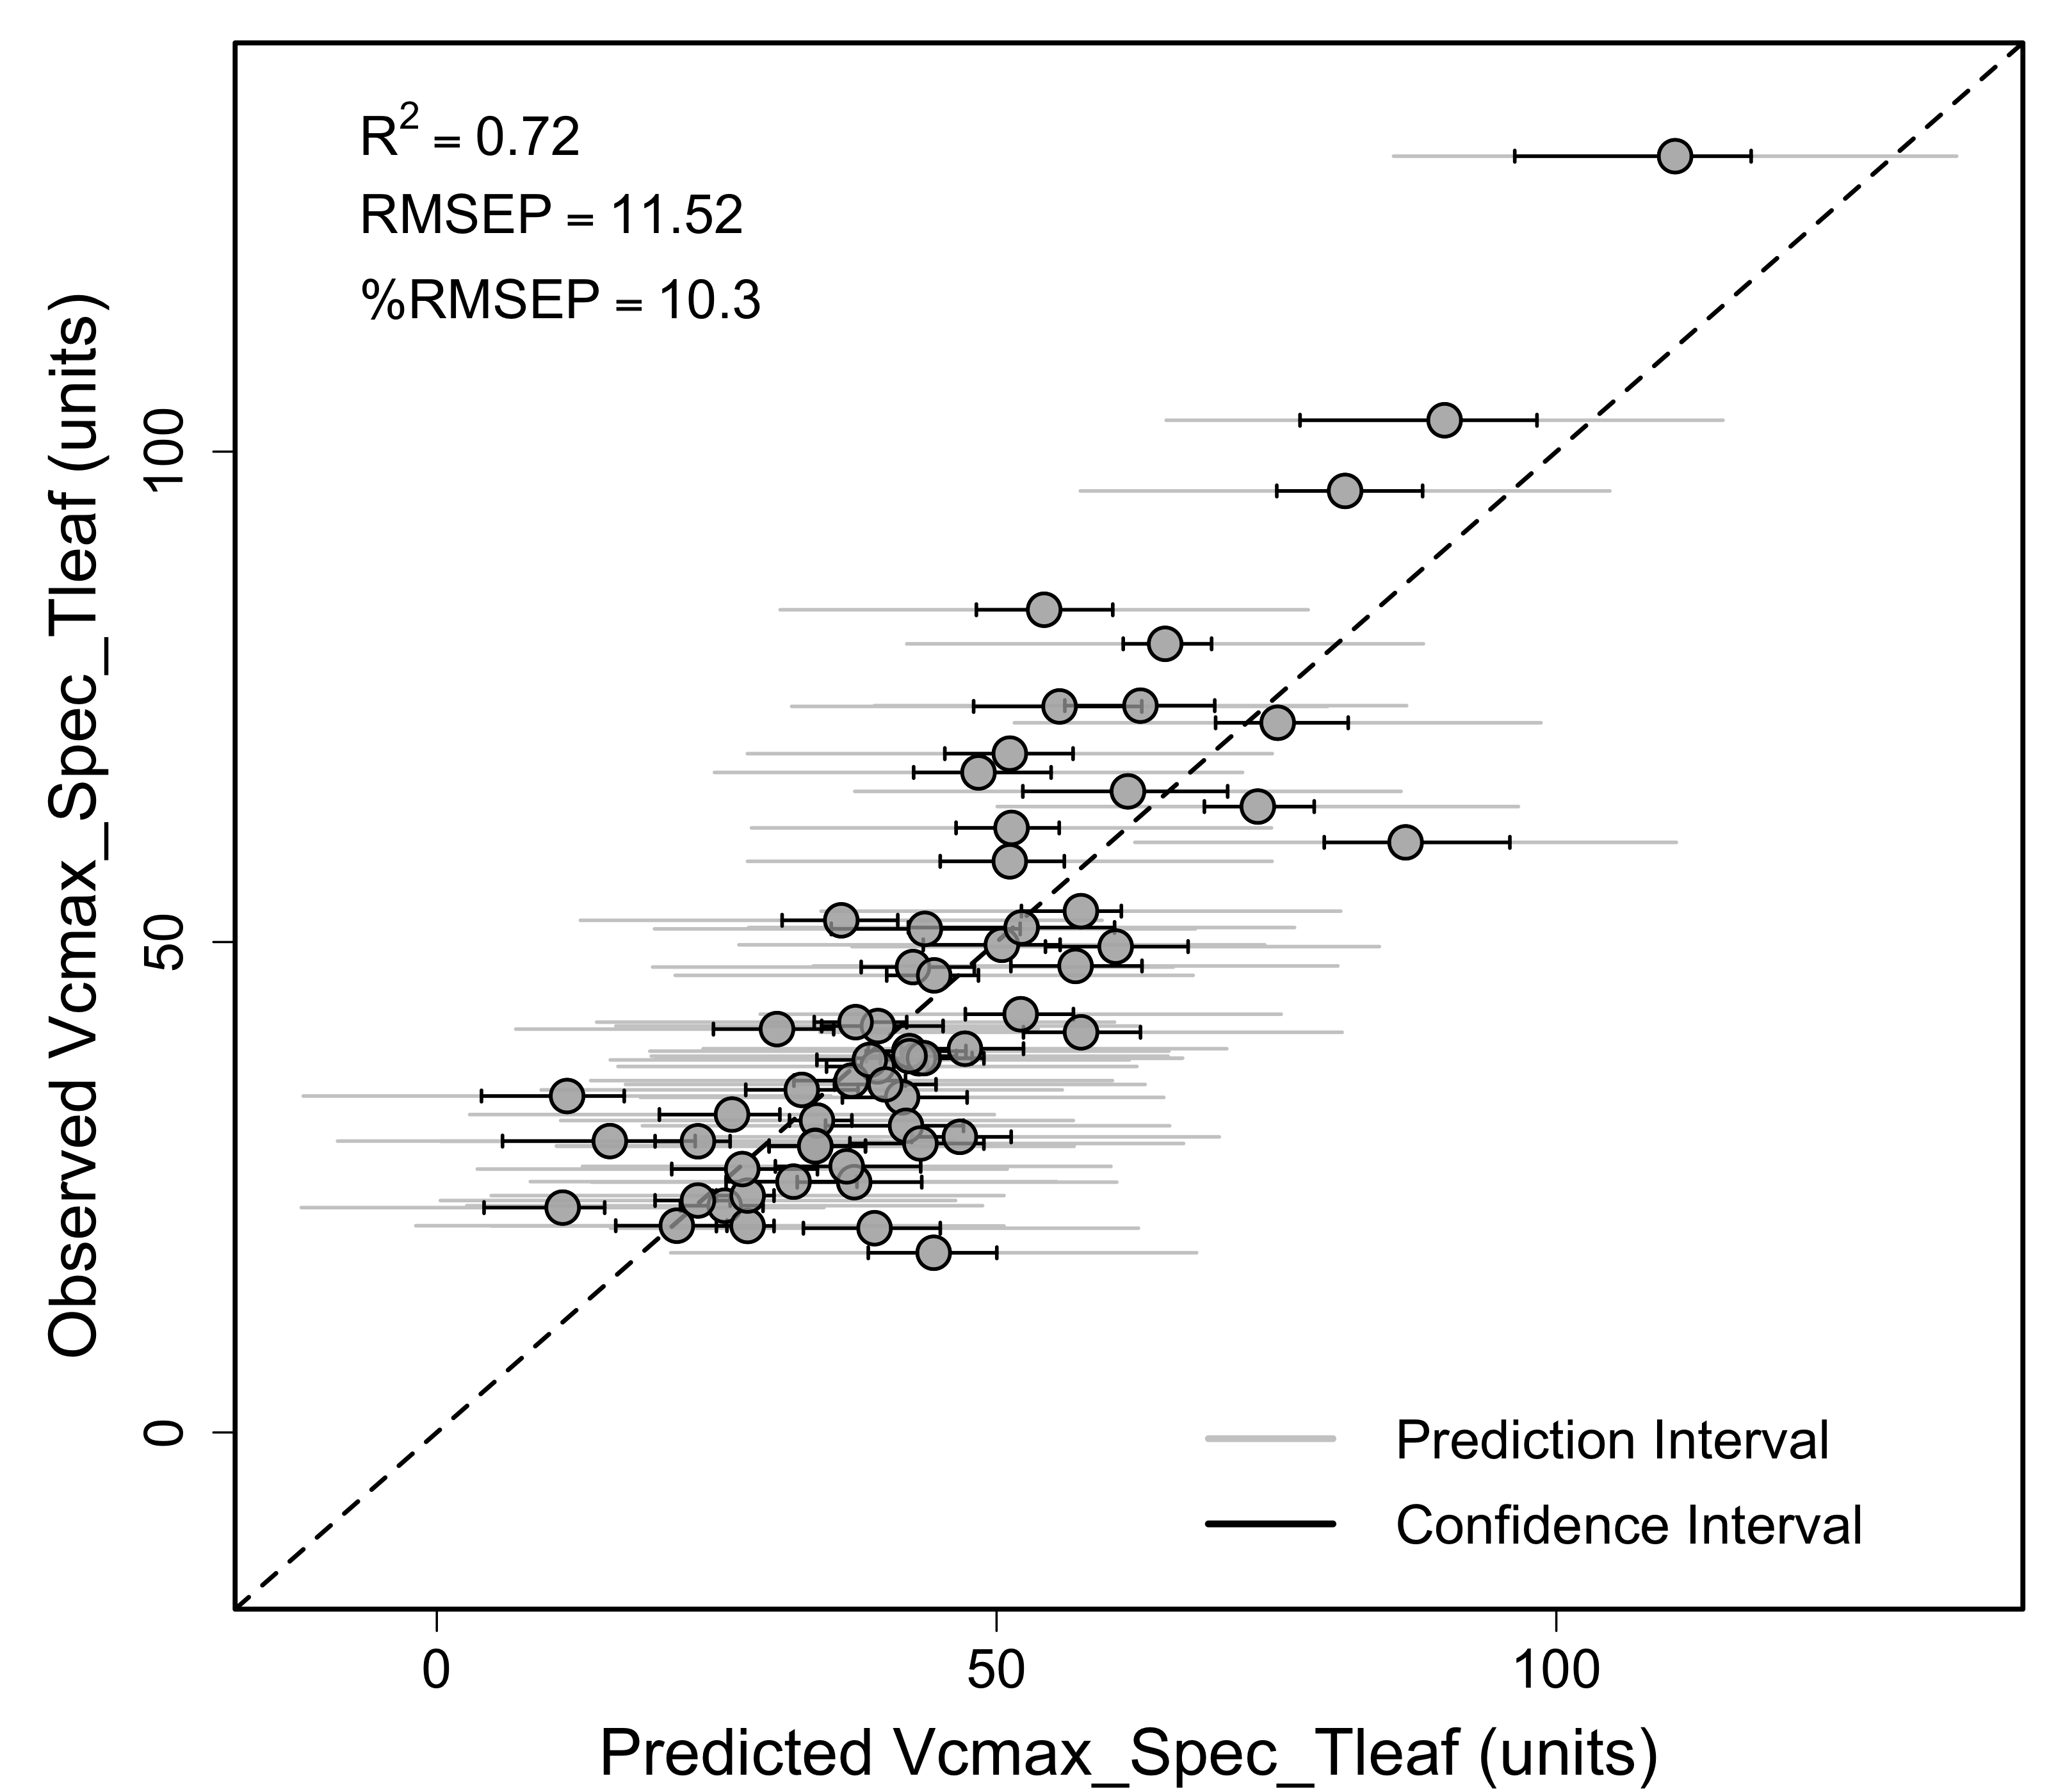 R² = 0.72
RMSEP = 11.52
%RMSEP = 10.3
Observed Vcmax_Spec_Tleaf (units)
100
50
0
Prediction Interval
Confidence Interval
0 50 100
Predicted Vcmax_Spec_Tleaf (units)